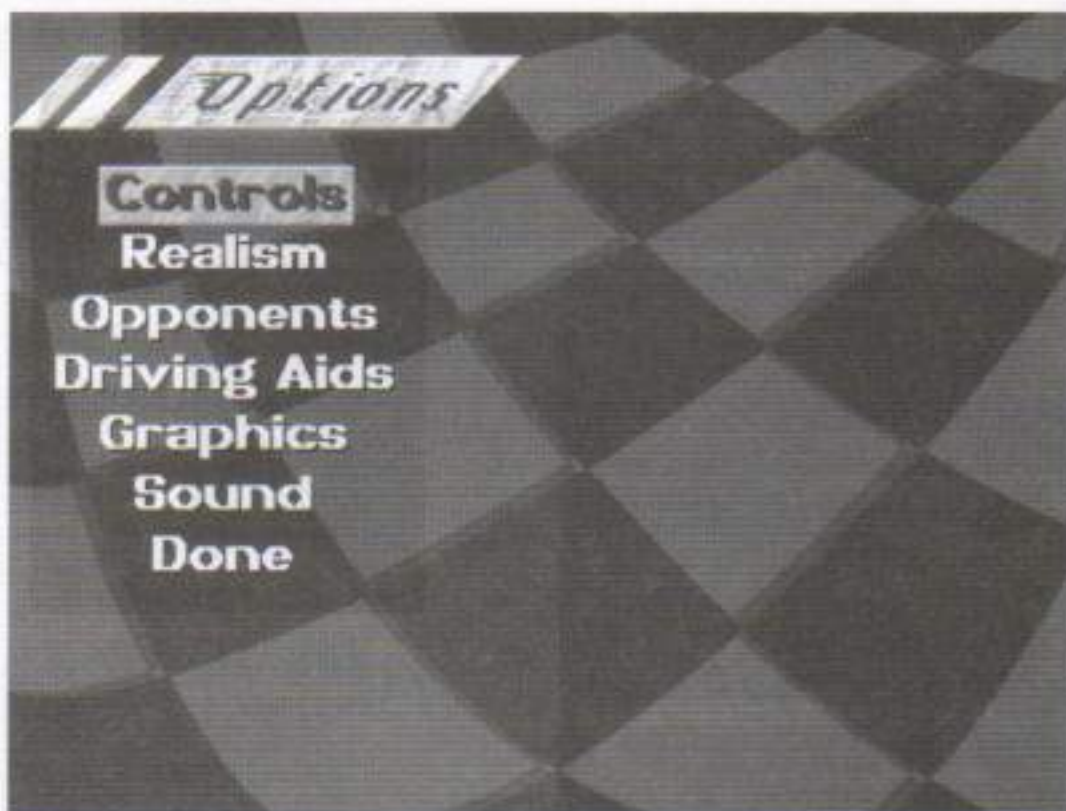 Options
Controls
Realism
Opponents
Driving Aids
Graphics
Sound
Done